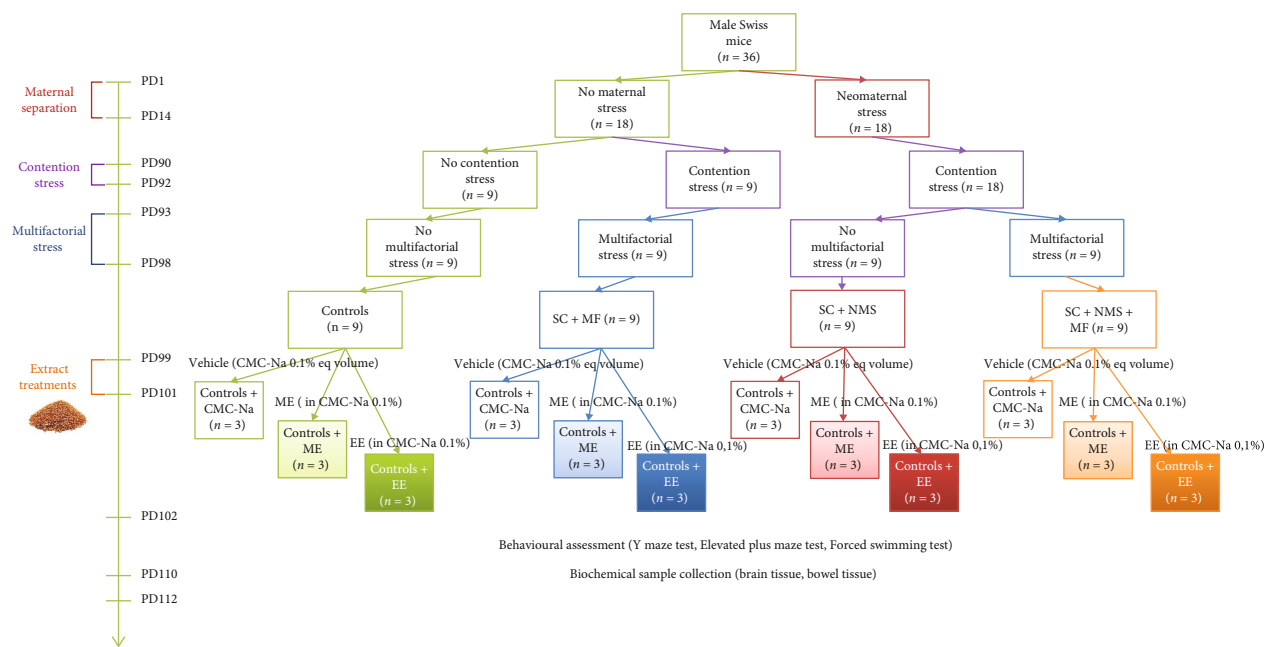 Male Swiss
mice
(n = 36)
PD1
Maternal
separation
PD14
No maternal
stress
(n = 18)
Neomaternal
stress
(n = 18)
PD90
Contention
stress
PD92
No contention
stress
(n = 9)
Contention
stress (n = 9)
Contention
stress (n = 18)
PD93
Multifactorial
stress
PD98
No
multifactorial
stress (n = 9)
Multifactorial
stress (n = 9)
No
multifactorial
stress (n = 9)
Multifactorial
stress (n = 9)
Controls
(n = 9)
SC + MF (n = 9)
SC + NMS
(n = 9)
SC + NMS +
MF (n = 9)
PD99
Extract
treatments
PD101
Vehicle (CMC-Na 0.1% eq volume)
Vehicle (CMC-Na 0.1% eq volume)
Vehicle (CMC-Na 0.1% eq volume)
Vehicle (CMC-Na 0.1% eq volume)
Controls +
CMC-Na
(n = 3)
ME ( in CMC-Na 0.1%)
Controls +
ME
(n = 3)
EE (in CMC-Na 0.1%)
Controls +
EE
(n = 3)
Controls +
CMC-Na
(n = 3)
ME ( in CMC-Na 0.1%)
Controls +
ME
(n = 3)
EE (in CMC-Na 0,1%)
Controls +
EE
(n = 3)
Controls +
CMC-Na
(n = 3)
ME ( in CMC-Na 0.1%)
Controls +
ME
(n = 3)
EE (in CMC-Na 0,1%)
Controls +
EE
(n = 3)
Controls +
CMC-Na
(n = 3)
ME ( in CMC-Na 0.1%)
Controls +
ME
(n = 3)
EE (in CMC-Na 0,1%)
Controls +
EE
(n = 3)
PD102
Behavioural assessment (Y maze test, Elevated plus maze test, Forced swimming test)
PD110
Biochemical sample collection (brain tissue, bowel tissue)
PD112